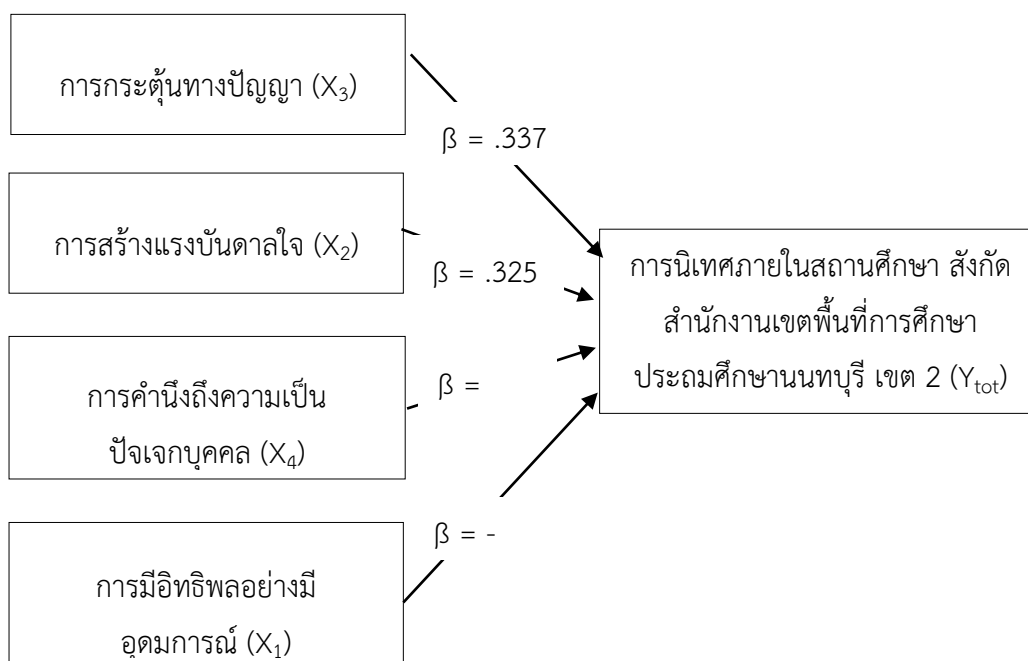 การกระตุ้นทางปัญญา (X₃)
β = .337
การสร้างแรงบันดาลใจ (X₂)
β = .325
การคำนึงถึงความเป็น
ปัจเจกบุคคล (X₄)
β =
การมีอิทธิพลอย่างมี
อุดมการณ์ (X₁)
β = -
การนิเทศภายในสถานศึกษา สังกัด
สำนักงานเขตพื้นที่การศึกษา
ประถมศึกษานนทบุรี เขต 2 (Yₜₒₜ)